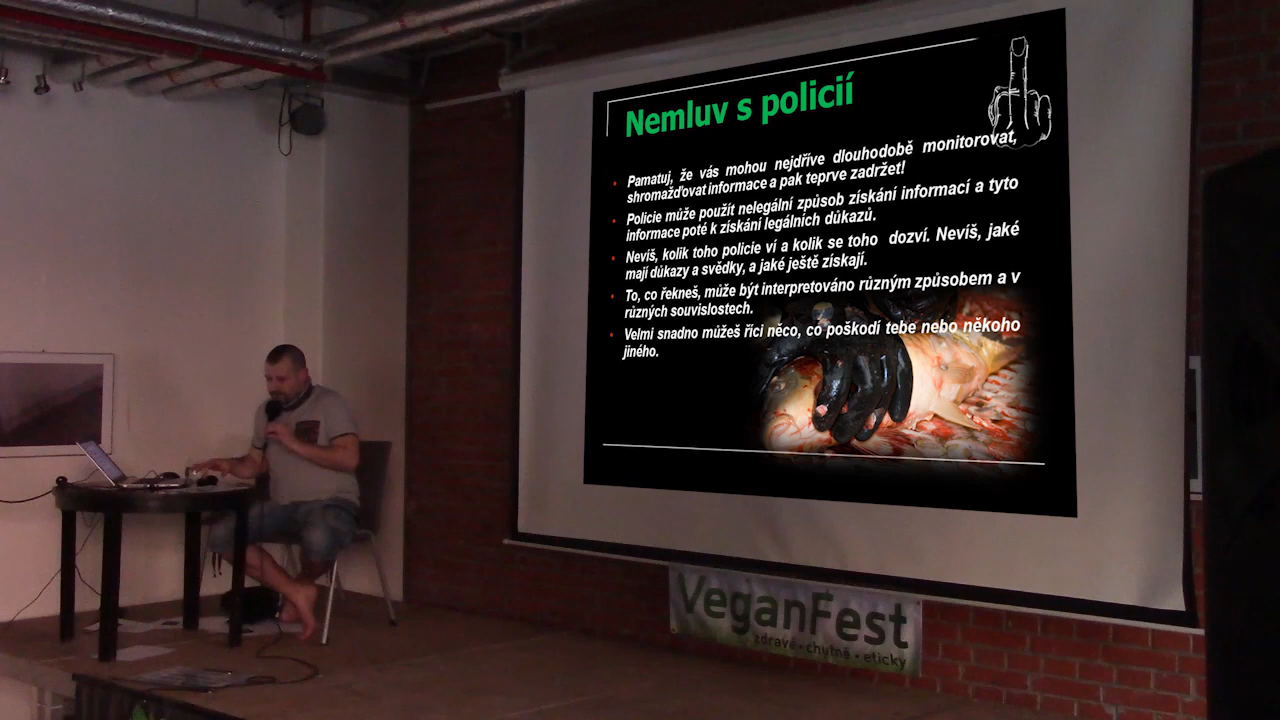 Nemluv s policií
Pamatuj, že vás mohou nejdříve dlouhodobě monitorovat,
shromažďovat informace a pak teprve zadržet!
Policie může použít nelegální způsob získání informací a tyto
informace poté k získání legálních důkazů.
Nevíš, kolik toho policie ví a kolik se toho dozví. Nevíš, jaké
mají důkazy a svědky, a jaké ještě získají.
To, co řekneš, může být interpretováno různým způsobem a v
různých souvislostech.
Velmi snadno můžeš říci něco, co poškodí tebe nebo někoho
jiného.
VeganFest
zdravě • chutně • eticky